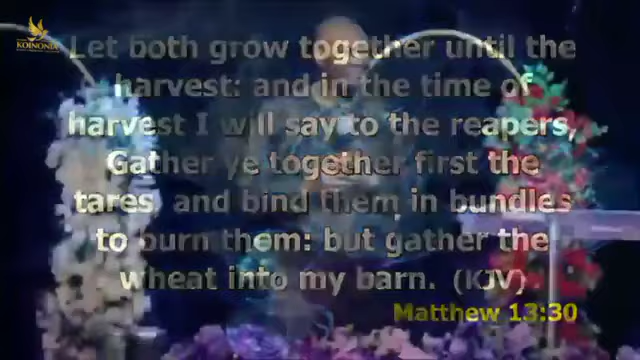 KOINONIA
Let both grow together until the
harvest: and in the time of
harvest I will say to the reapers,
Gather ye together first the
tares, and bind them in bundles
to burn them: but gather the
wheat into my barn. (KJV)
Matthew 13:30